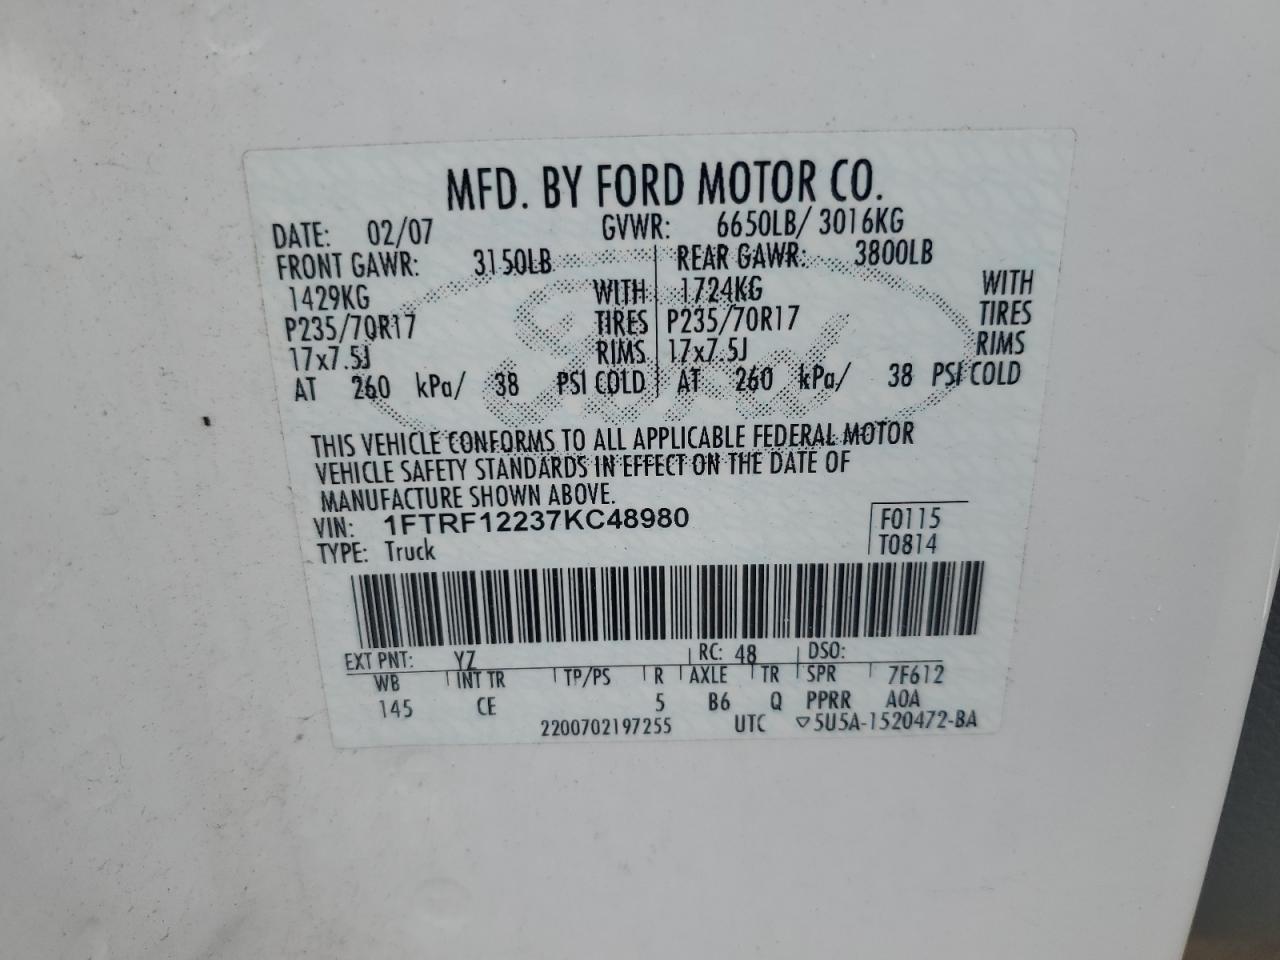 MFD. BY FORD MOTOR CO.
DATE: 02/07 GVWR: 6650LB/ 3016KG
FRONT GAWR: 3150LB REAR GAWR: 3800LB
1429KG WITH 1724KG WITH
P235/70R17 TIRES P235/70R17 TIRES
17x7.5J RIMS 17x7.5J RIMS
AT 260 kPa/ 38 PSI COLD AT 260 kPa/ 38 PSI COLD
Ford
THIS VEHICLE CONFORMS TO ALL APPLICABLE FEDERAL MOTOR
VEHICLE SAFETY STANDARDS IN EFFECT ON THE DATE OF
MANUFACTURE SHOWN ABOVE.
VIN: 1FTRF12237KC48980 F0115
TYPE: Truck T0814
EXT PNT: YZ RC: 48 DSO:
WB INT TR TP/PS R AXLE TR SPR 7F612
145 CE 5 B6 Q PPRR A0A
2200702197255 UTC ▽5U5A-1520472-BA